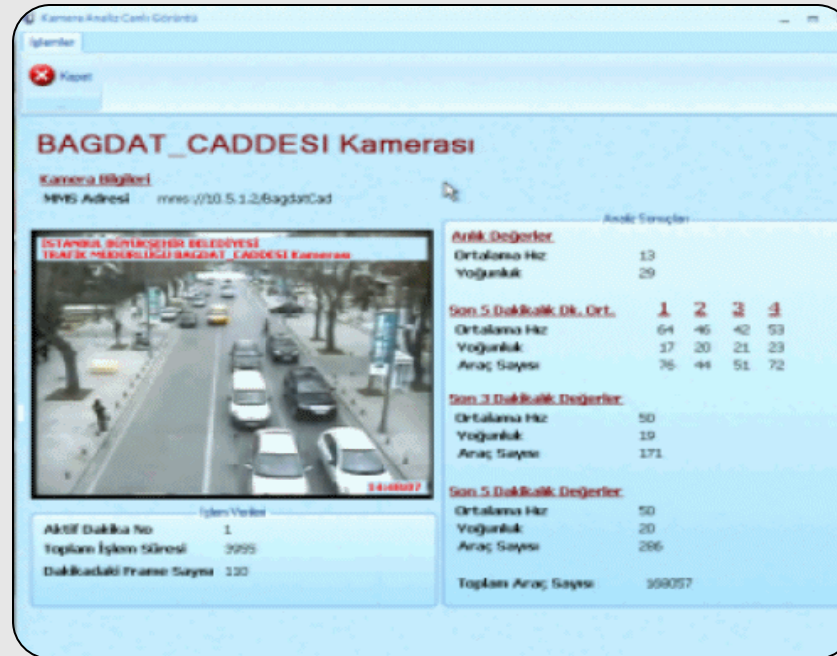 Kamera Analiz Canlı Görüntü
İşlemler
Kapat
BAGDAT_CADDESI Kamerası
Kamera Bilgileri
MMS Adresi mms://10.5.1.2/BagdatCad
İSTANBUL BÜYÜKŞEHİR BELEDİYESİ
TRAFİK MÜDÜRLÜĞÜ BAGDAT_CADDESI Kamerası
İşlem Verileri
Aktif Dakika No 1
Toplam İşlem Süresi 3995
Dakikadaki Frame Sayısı 110
Analiz Sonuçları
Anlık Değerler
Ortalama Hız 13
Yoğunluk 29
Son 5 Dakikalık Dk. Ort. 1 2 3 4
Ortalama Hız 64 46 42 53
Yoğunluk 17 20 21 23
Araç Sayısı 76 44 51 72
Son 3 Dakikalık Değerler
Ortalama Hız 50
Yoğunluk 19
Araç Sayısı 171
Son 5 Dakikalık Değerler
Ortalama Hız 50
Yoğunluk 20
Araç Sayısı 286
Toplam Araç Sayısı 168057